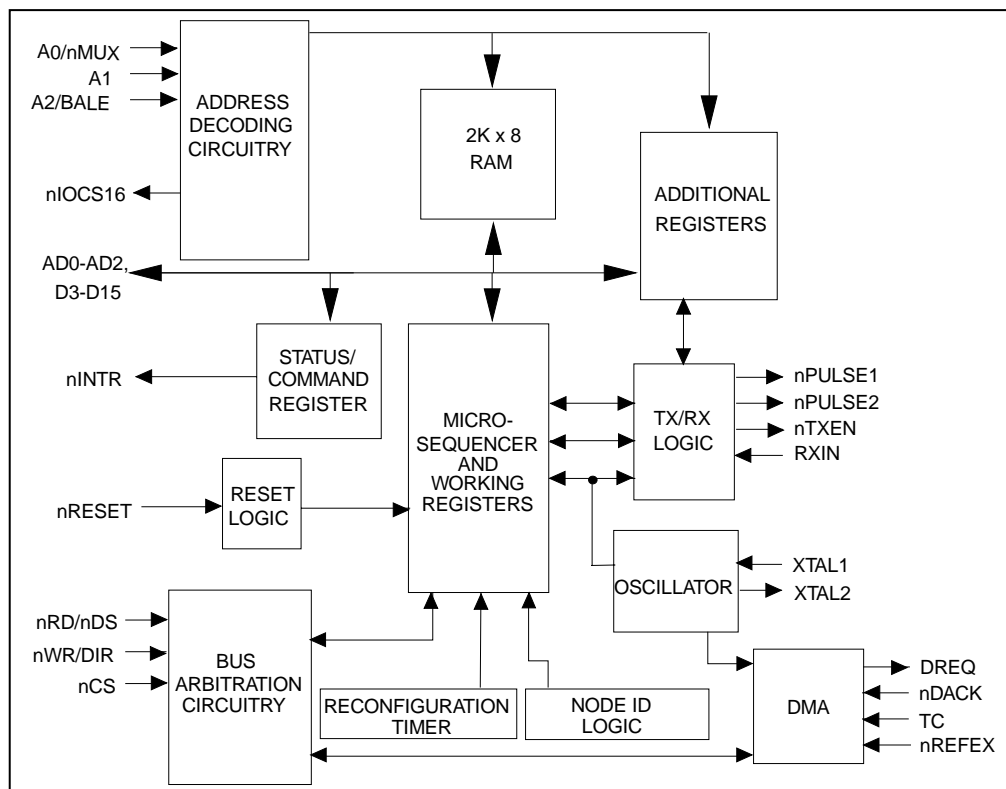 A0/nMUX
A1
A2/BALE
nIOCS16
AD0-AD2,
D3-D15
nINTR
nRESET
nRD/nDS
nWR/DIR
nCS
ADDRESS
DECODING
CIRCUITRY
2K x 8
RAM
ADDITIONAL
REGISTERS
STATUS/
COMMAND
REGISTER
MICRO-
SEQUENCER
AND
WORKING
REGISTERS
TX/RX
LOGIC
nPULSE1
nPULSE2
nTXEN
RXIN
RESET
LOGIC
OSCILLATOR
XTAL1
XTAL2
BUS
ARBITRATION
CIRCUITRY
RECONFIGURATION
TIMER
NODE ID
LOGIC
DMA
DREQ
nDACK
TC
nREFEX